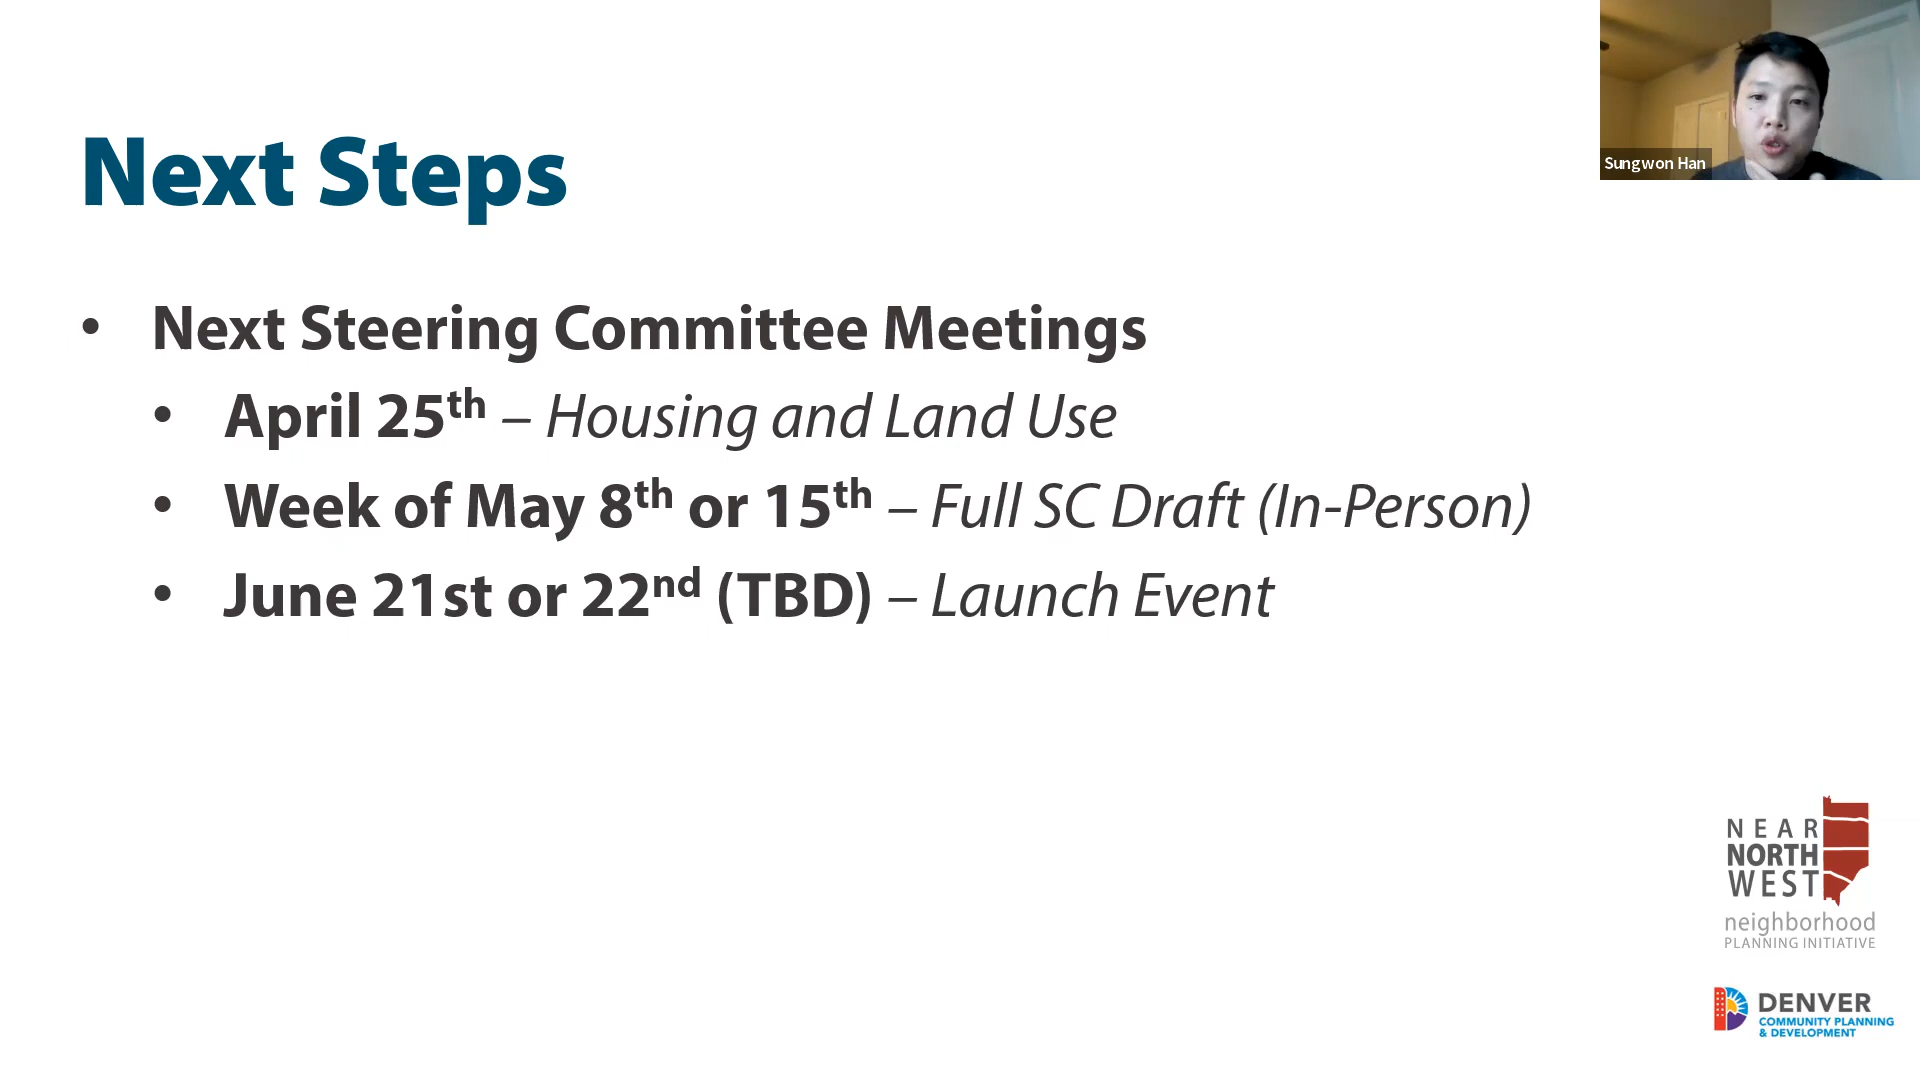 Sungwon Han
Next Steps
• Next Steering Committee Meetings
• April 25th – Housing and Land Use
• Week of May 8th or 15th – Full SC Draft (In-Person)
• June 21st or 22nd (TBD) – Launch Event
NEAR
NORTH
WEST
neighborhood
PLANNING INITIATIVE
DENVER
COMMUNITY PLANNING
& DEVELOPMENT